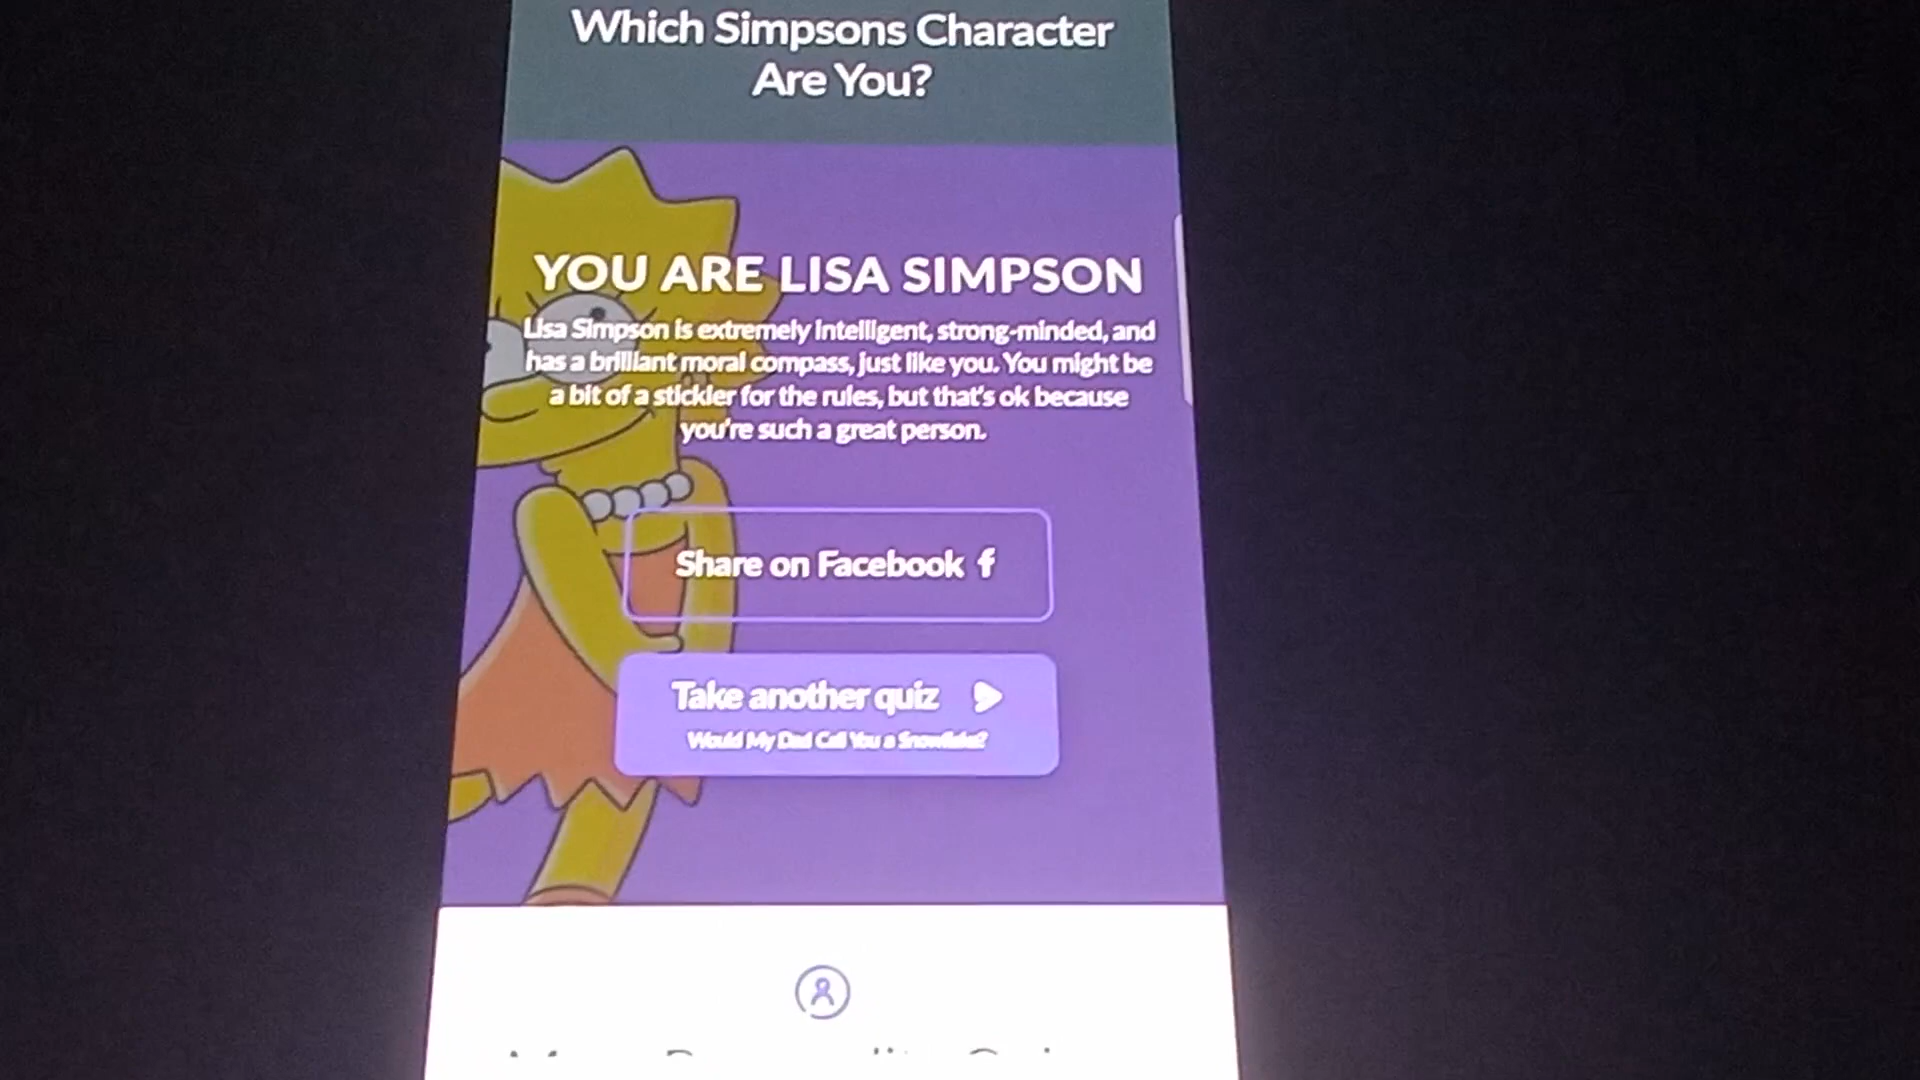 Which Simpsons Character
Are You?
YOU ARE LISA SIMPSON
Lisa Simpson is extremely intelligent, strong-minded, and
has a brilliant moral compass, just like you. You might be
a bit of a stickler for the rules, but that's ok because
you're such a great person.
Share on Facebook f
Take another quiz
Would My Dad Call You a Snowflake?